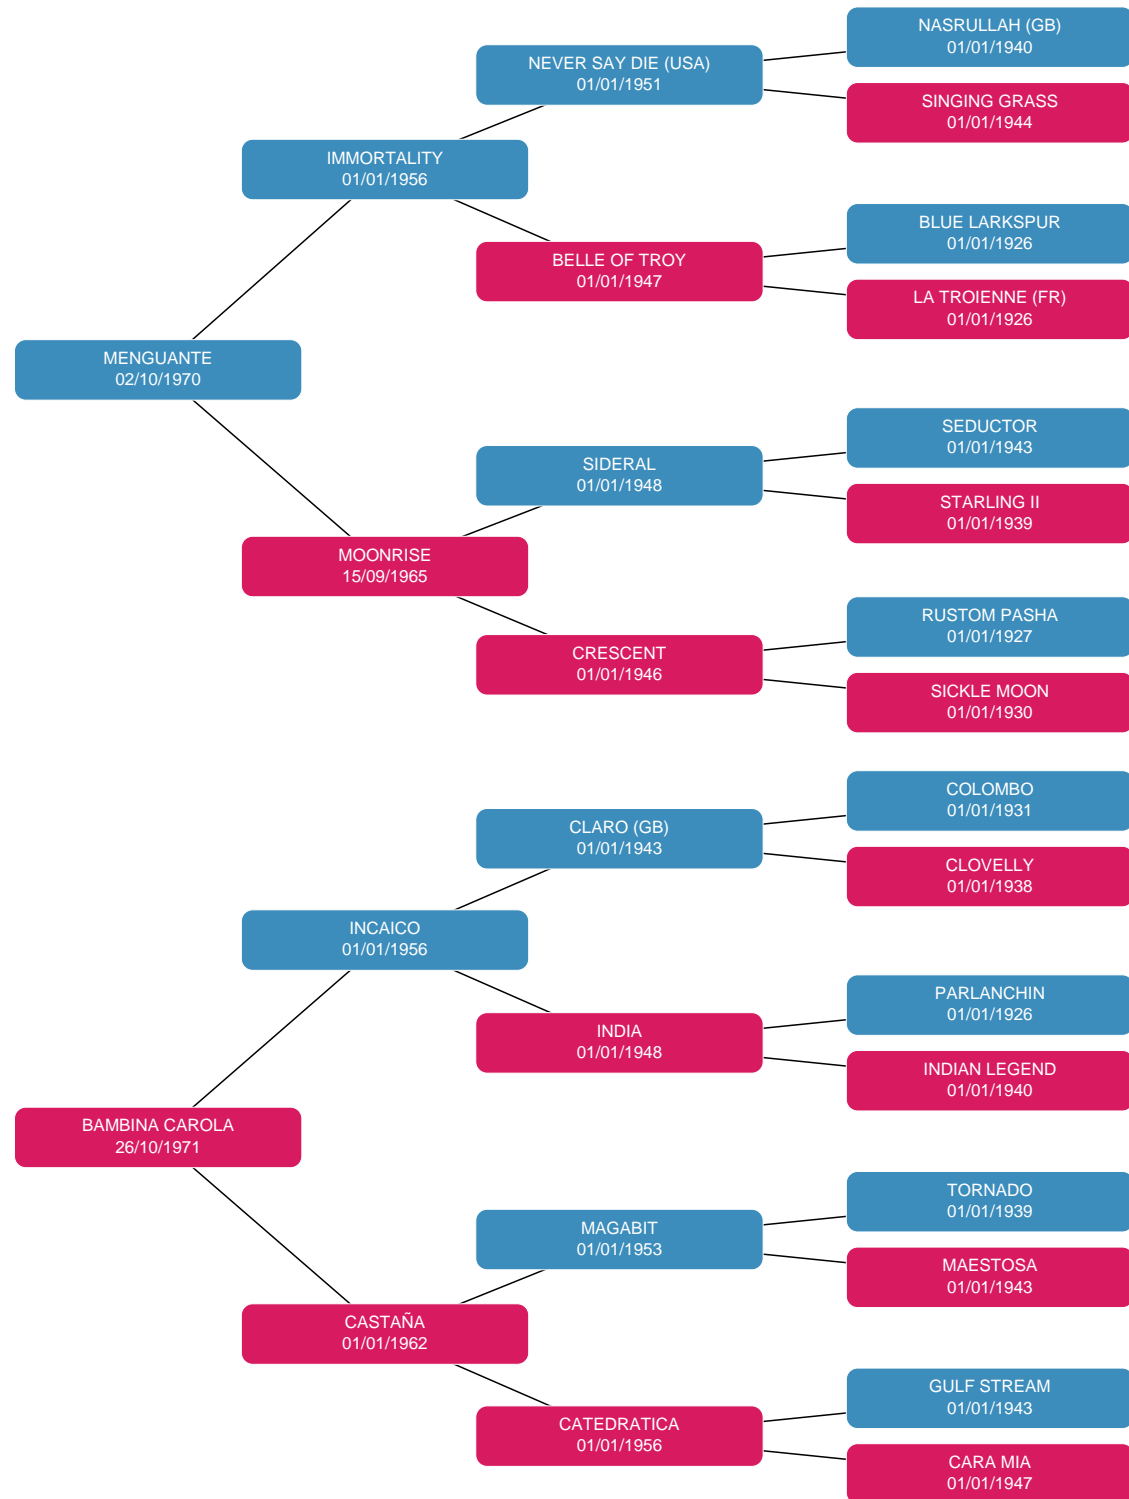 NASRULLAH (GB)
01/01/1940
NEVER SAY DIE (USA)
01/01/1951
SINGING GRASS
01/01/1944
IMMORTALITY
01/01/1956
BLUE LARKSPUR
01/01/1926
BELLE OF TROY
01/01/1947
LA TROIENNE (FR)
01/01/1926
MENGUANTE
02/10/1970
SEDUCTOR
01/01/1943
SIDERAL
01/01/1948
STARLING II
01/01/1939
MOONRISE
15/09/1965
RUSTOM PASHA
01/01/1927
CRESCENT
01/01/1946
SICKLE MOON
01/01/1930
COLOMBO
01/01/1931
CLARO (GB)
01/01/1943
CLOVELLY
01/01/1938
INCAICO
01/01/1956
PARLANCHIN
01/01/1926
INDIA
01/01/1948
INDIAN LEGEND
01/01/1940
BAMBINA CAROLA
26/10/1971
TORNADO
01/01/1939
MAGABIT
01/01/1953
MAESTOSA
01/01/1943
CASTAÑA
01/01/1962
GULF STREAM
01/01/1943
CATEDRATICA
01/01/1956
CARA MIA
01/01/1947